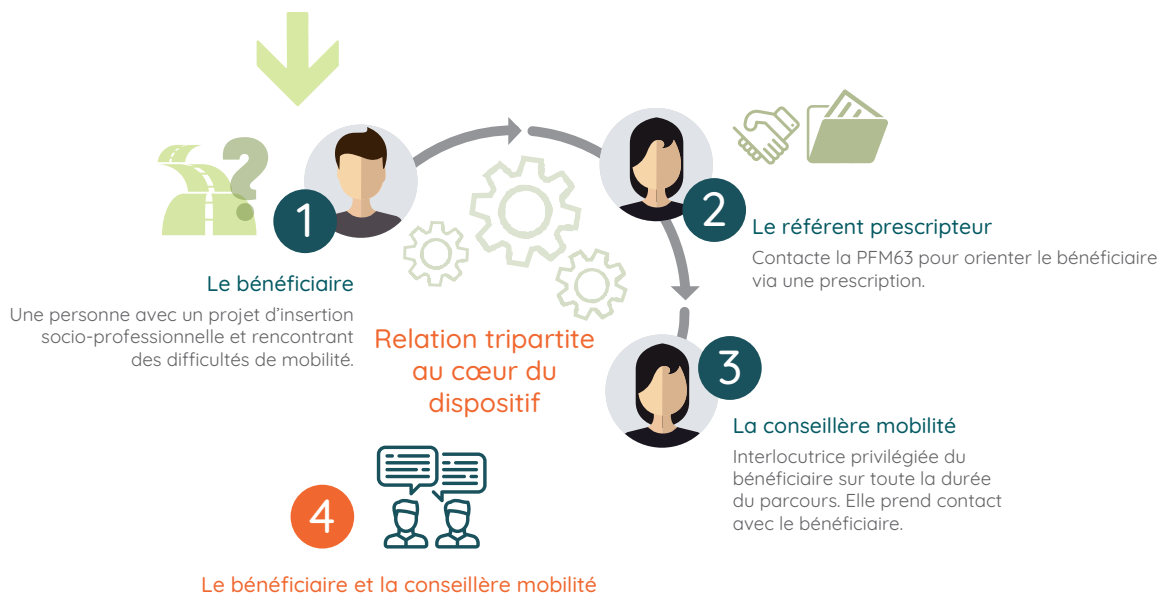 1
Le bénéficiaire
Une personne avec un projet d'insertion
socio-professionnelle et rencontrant
des difficultés de mobilité.
2
Le référent prescripteur
Contacte la PFM63 pour orienter le bénéficiaire
via une prescription.
Relation tripartite
au cœur du
dispositif
3
La conseillère mobilité
Interlocutrice privilégiée du
bénéficiaire sur toute la durée
du parcours. Elle prend contact
avec le bénéficiaire.
4
Le bénéficiaire et la conseillère mobilité